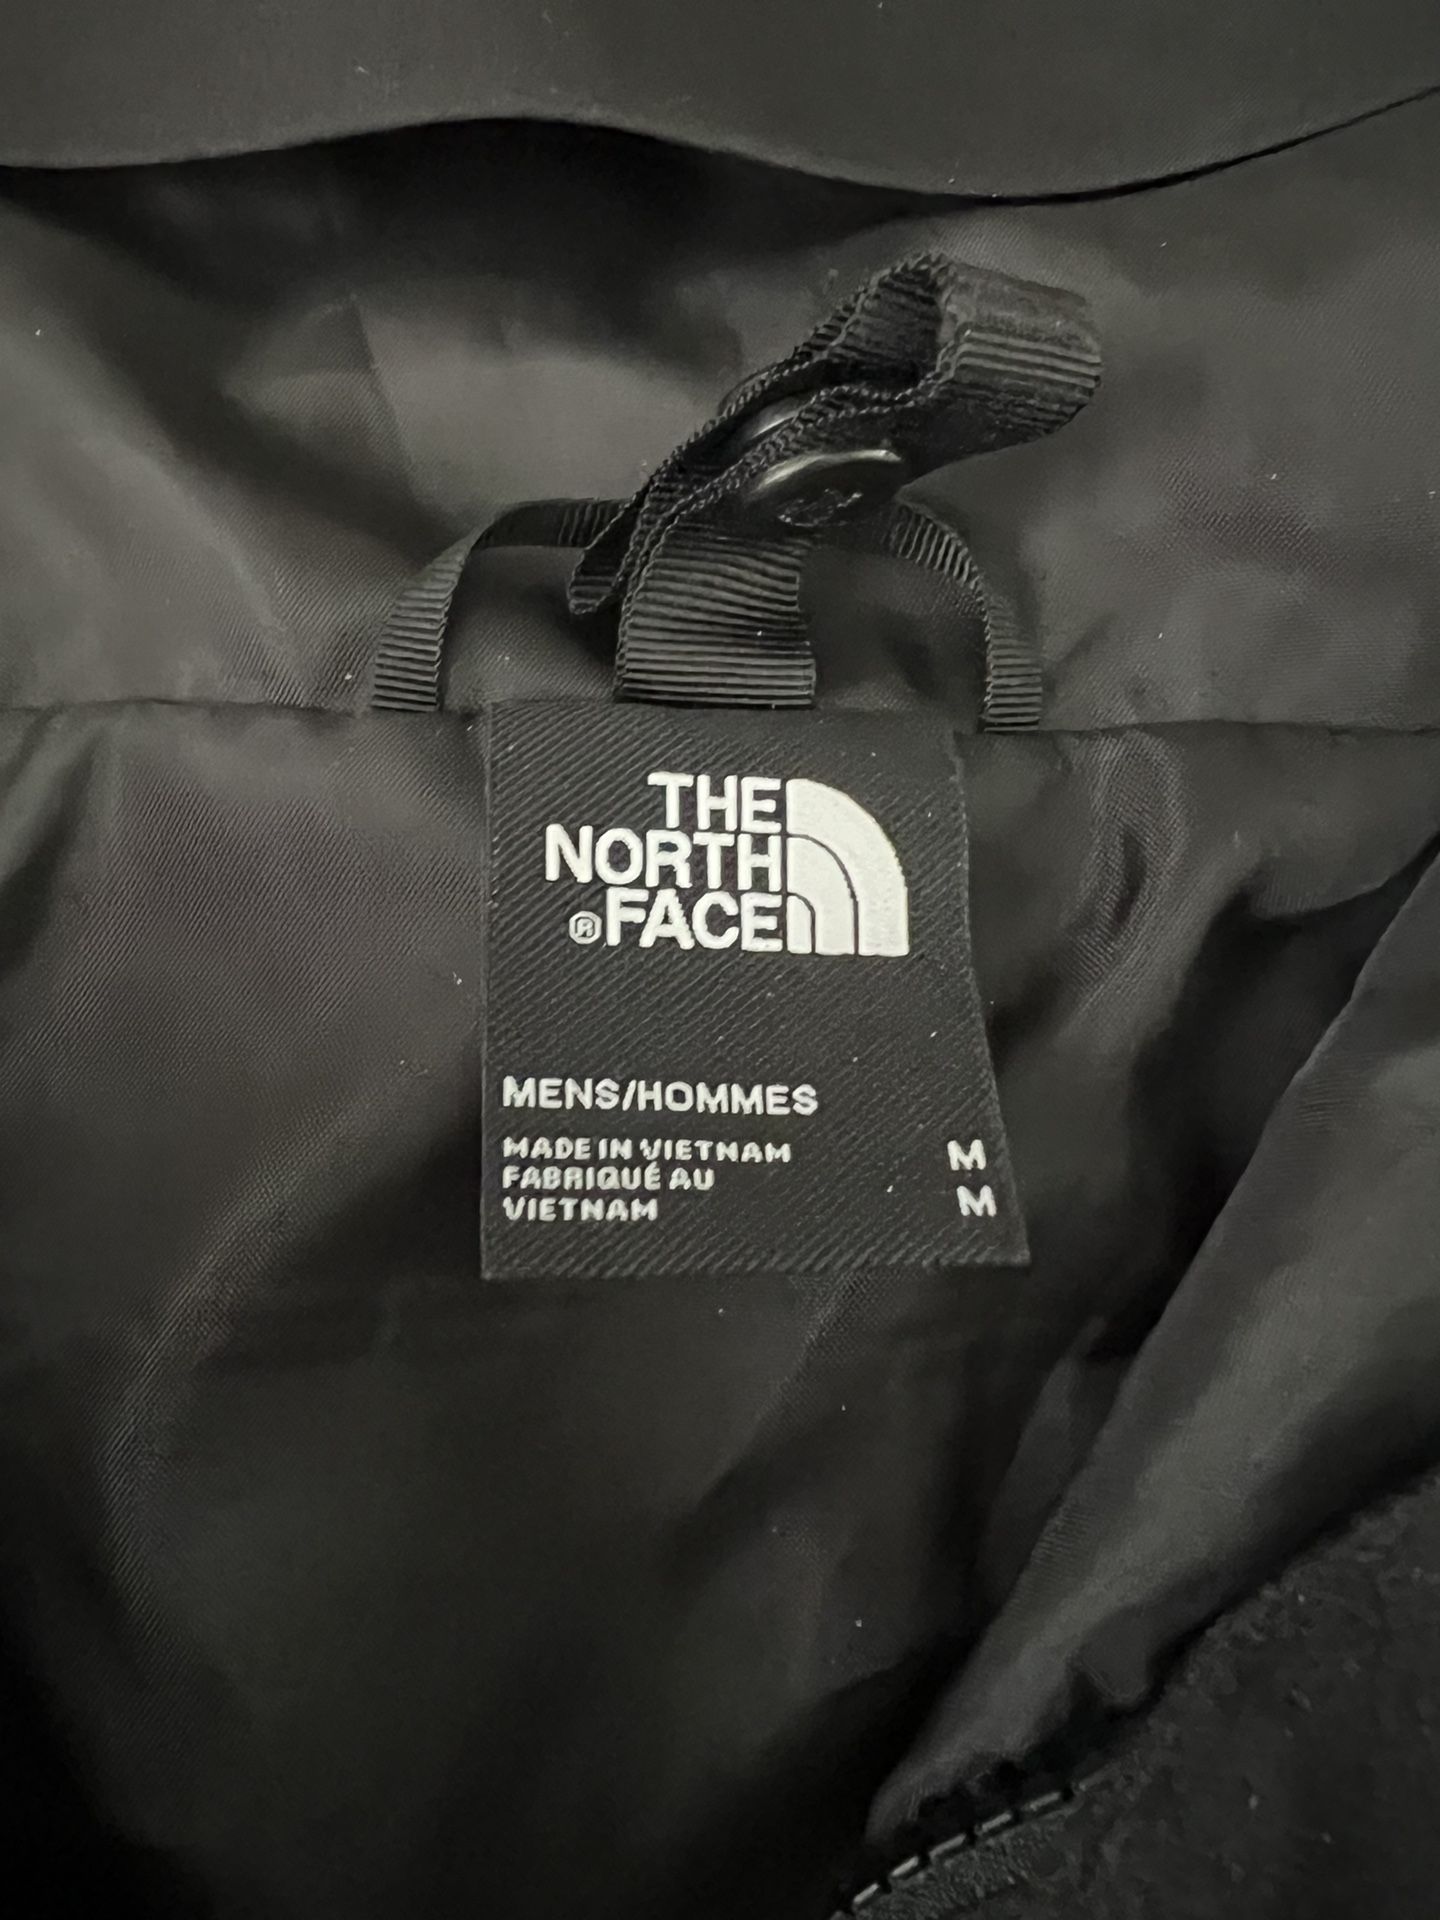 THE
NORTH
®FACE
MENS/HOMMES
MADE IN VIETNAM M
FABRIQUÉ AU
VIETNAM M